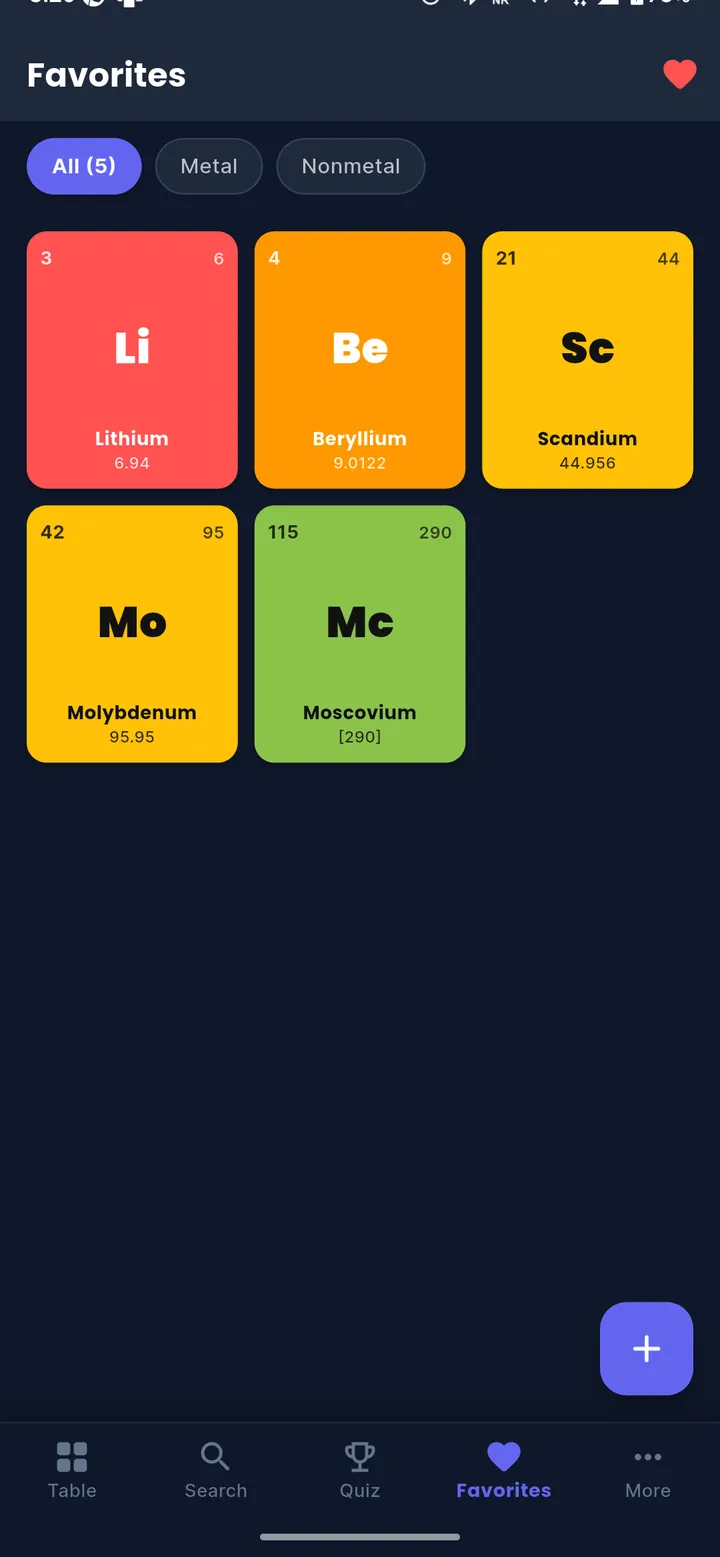 Favorites
All (5) Metal Nonmetal
3 6
Li
Lithium
6.94
4 9
Be
Beryllium
9.0122
21 44
Sc
Scandium
44.956
42 95
Mo
Molybdenum
95.95
115 290
Mc
Moscovium
[290]
Table Search Quiz Favorites More